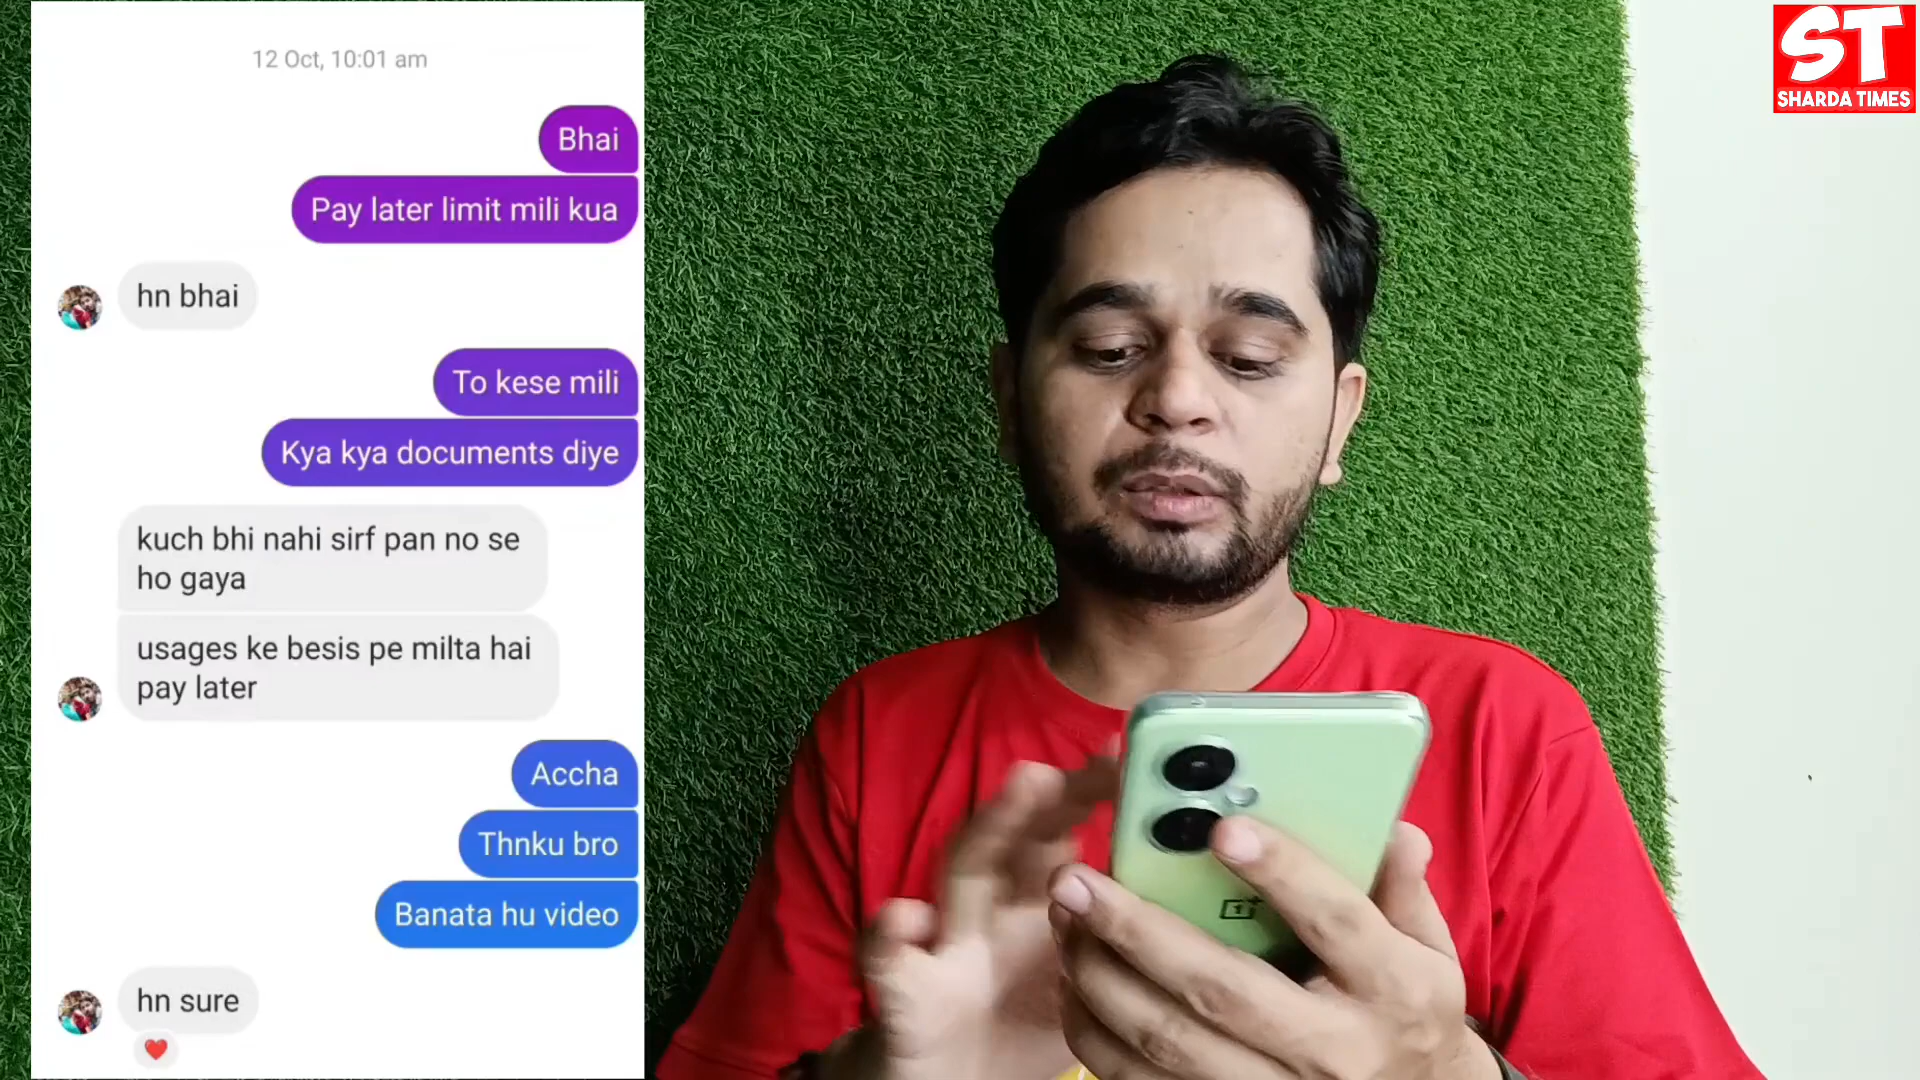 12 Oct, 10:01 am
Bhai
Pay later limit mili kua
hn bhai
To kese mili
Kya kya documents diye
kuch bhi nahi sirf pan no se
ho gaya
usages ke besis pe milta hai
pay later
Accha
Thnku bro
Banata hu video
hn sure
ST
SHARDA TIMES